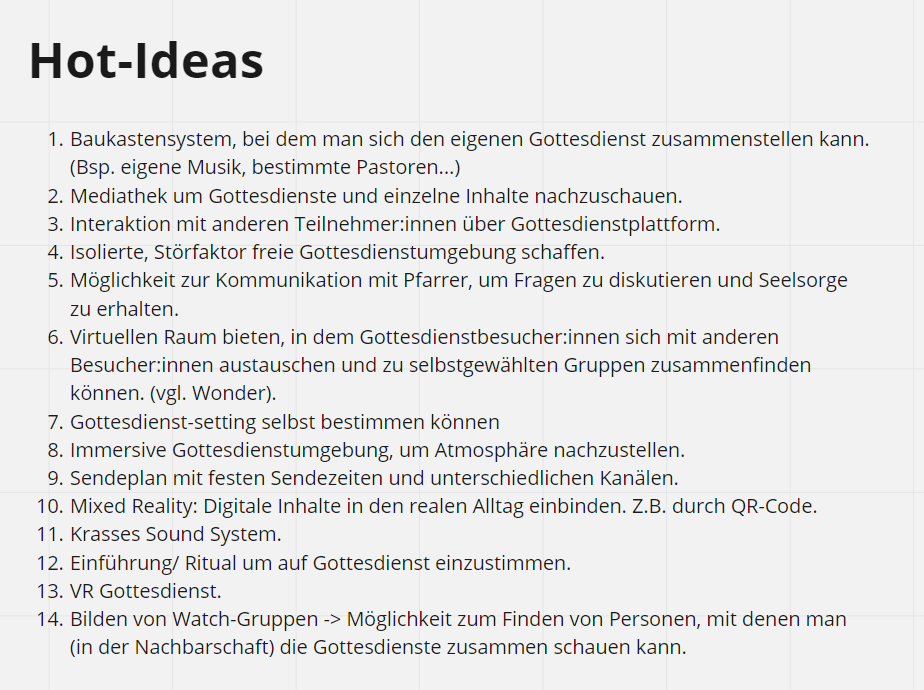 Hot-Ideas
1. Baukastensystem, bei dem man sich den eigenen Gottesdienst zusammenstellen kann.
(Bsp. eigene Musik, bestimmte Pastoren...)
2. Mediathek um Gottesdienste und einzelne Inhalte nachzuschauen.
3. Interaktion mit anderen Teilnehmer:innen über Gottesdienstplattform.
4. Isolierte, Störfaktor freie Gottesdienstumgebung schaffen.
5. Möglichkeit zur Kommunikation mit Pfarrer, um Fragen zu diskutieren und Seelsorge
zu erhalten.
6. Virtuellen Raum bieten, in dem Gottesdienstbesucher:innen sich mit anderen
Besucher:innen austauschen und zu selbstgewählten Gruppen zusammenfinden
können. (vgl. Wonder).
7. Gottesdienst-setting selbst bestimmen können
8. Immersive Gottesdienstumgebung, um Atmosphäre nachzustellen.
9. Sendeplan mit festen Sendezeiten und unterschiedlichen Kanälen.
10. Mixed Reality: Digitale Inhalte in den realen Alltag einbinden. Z.B. durch QR-Code.
11. Krasses Sound System.
12. Einführung/ Ritual um auf Gottesdienst einzustimmen.
13. VR Gottesdienst.
14. Bilden von Watch-Gruppen -> Möglichkeit zum Finden von Personen, mit denen man
(in der Nachbarschaft) die Gottesdienste zusammen schauen kann.